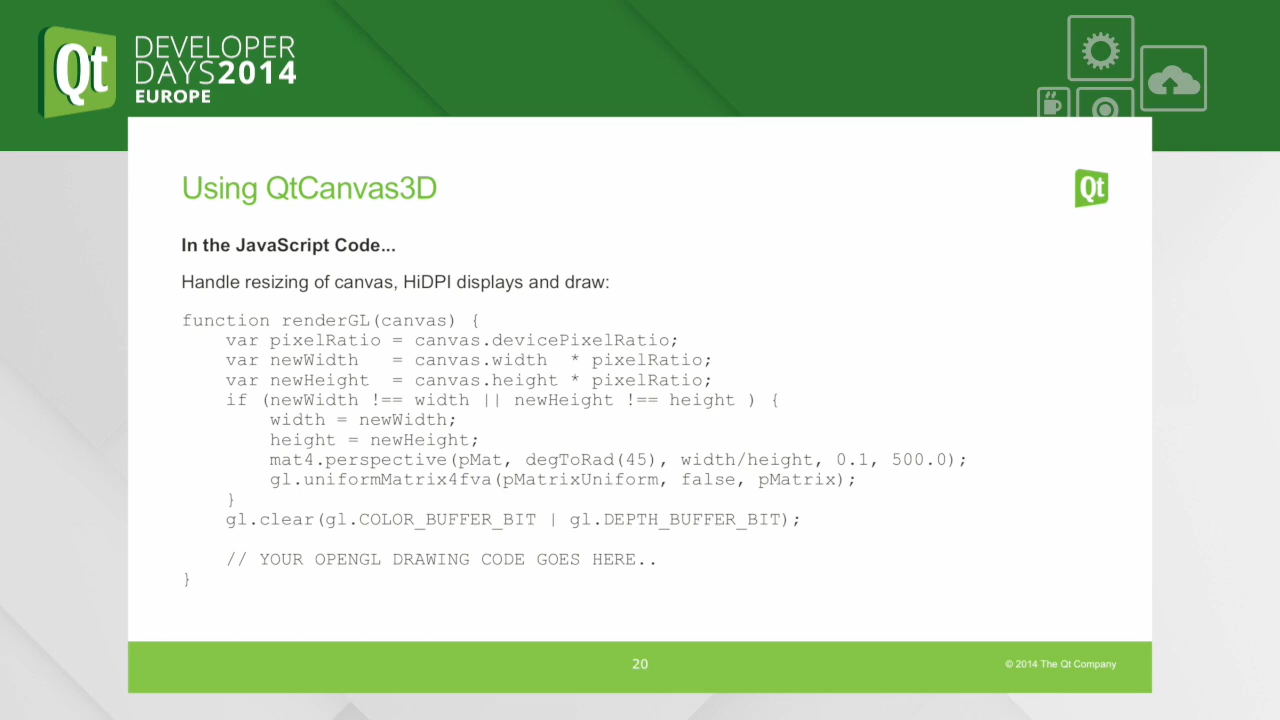 Qt
DEVELOPER
DAYS2014
EUROPE
Using QtCanvas3D
Qt
In the JavaScript Code...
Handle resizing of canvas, HiDPI displays and draw:
function renderGL(canvas) {
    var pixelRatio = canvas.devicePixelRatio;
    var newWidth   = canvas.width  * pixelRatio;
    var newHeight  = canvas.height * pixelRatio;
    if (newWidth !== width || newHeight !== height ) {
        width = newWidth;
        height = newHeight;
        mat4.perspective(pMat, degToRad(45), width/height, 0.1, 500.0);
        gl.uniformMatrix4fva(pMatrixUniform, false, pMatrix);
    }
    gl.clear(gl.COLOR_BUFFER_BIT | gl.DEPTH_BUFFER_BIT);
    // YOUR OPENGL DRAWING CODE GOES HERE..
}
20
© 2014 The Qt Company